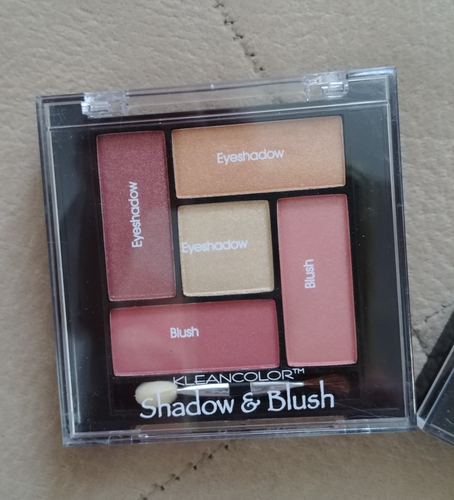 Eyeshadow
Eyeshadow
Eyeshadow
Blush
Blush
KLEANCOLOR™
Shadow & Blush